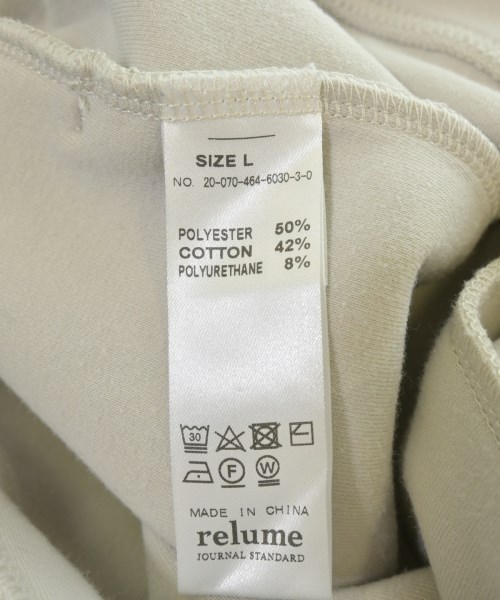 SIZE L
NO. 20-070-464-6030-3-0
POLYESTER 50%
COTTON 42%
POLYURETHANE 8%
30
F
W
MADE IN CHINA
relume
JOURNAL STANDARD